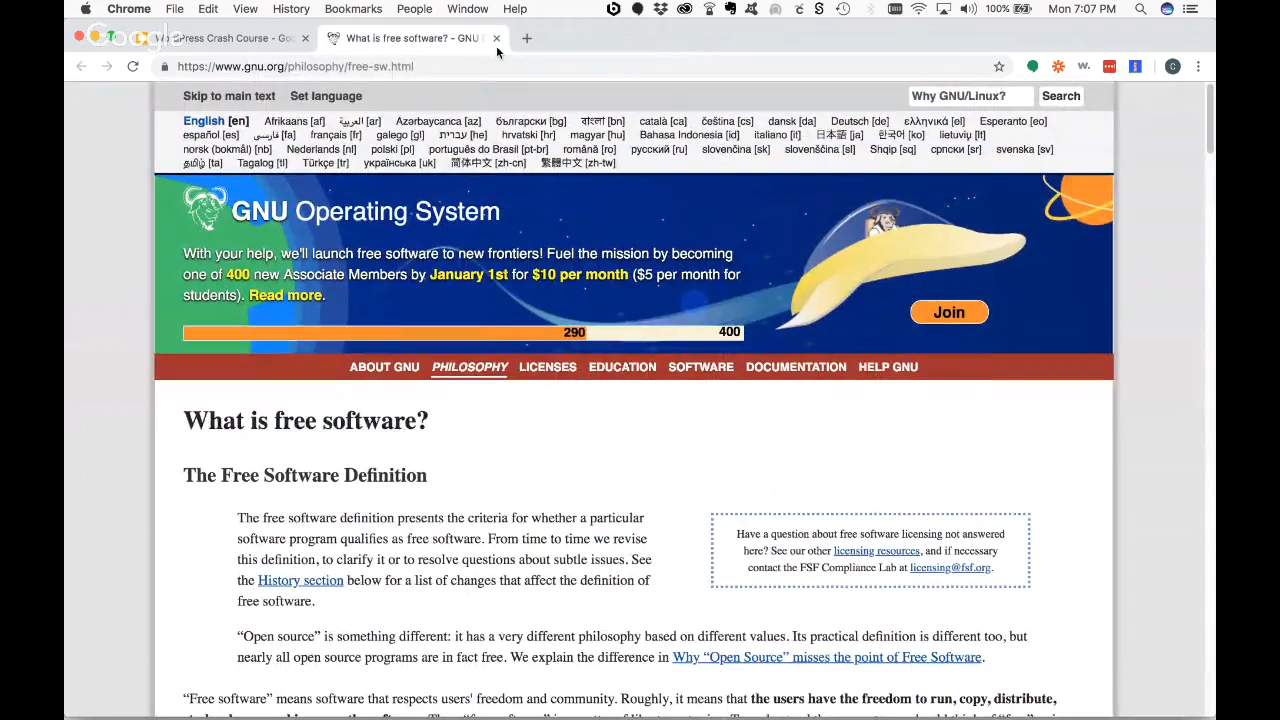 Chrome File Edit View History Bookmarks People Window Help 100% Mon 7:07 PM
Google
WordPress Crash Course - Goo What is free software? - GNU
https://www.gnu.org/philosophy/free-sw.html
Skip to main text Set language Why GNU/Linux? Search
English [en] Afrikaans [af] العربية [ar] Azərbaycanca [az] български [bg] বাংলা [bn] català [ca] čeština [cs] dansk [da] Deutsch [de] ελληνικά [el] Esperanto [eo]
español [es] فارسی [fa] français [fr] galego [gl] עברית [he] hrvatski [hr] magyar [hu] Bahasa Indonesia [id] italiano [it] 日本語 [ja] 한국어 [ko] lietuvių [lt]
norsk (bokmål) [nb] Nederlands [nl] polski [pl] português do Brasil [pt-br] română [ro] русский [ru] slovenčina [sk] slovenščina [sl] Shqip [sq] српски [sr] svenska [sv]
தமிழ் [ta] Tagalog [tl] Türkçe [tr] українська [uk] 简体中文 [zh-cn] 繁體中文 [zh-tw]
GNU Operating System
With your help, we'll launch free software to new frontiers! Fuel the mission by becoming
one of 400 new Associate Members by January 1st for $10 per month ($5 per month for
students). Read more.
Join
290 400
ABOUT GNU PHILOSOPHY LICENSES EDUCATION SOFTWARE DOCUMENTATION HELP GNU
What is free software?
The Free Software Definition
The free software definition presents the criteria for whether a particular
software program qualifies as free software. From time to time we revise
this definition, to clarify it or to resolve questions about subtle issues. See
the History section below for a list of changes that affect the definition of
free software.
Have a question about free software licensing not answered
here? See our other licensing resources, and if necessary
contact the FSF Compliance Lab at licensing@fsf.org.
“Open source” is something different: it has a very different philosophy based on different values. Its practical definition is different too, but
nearly all open source programs are in fact free. We explain the difference in Why “Open Source” misses the point of Free Software.
“Free software” means software that respects users' freedom and community. Roughly, it means that the users have the freedom to run, copy, distribute,